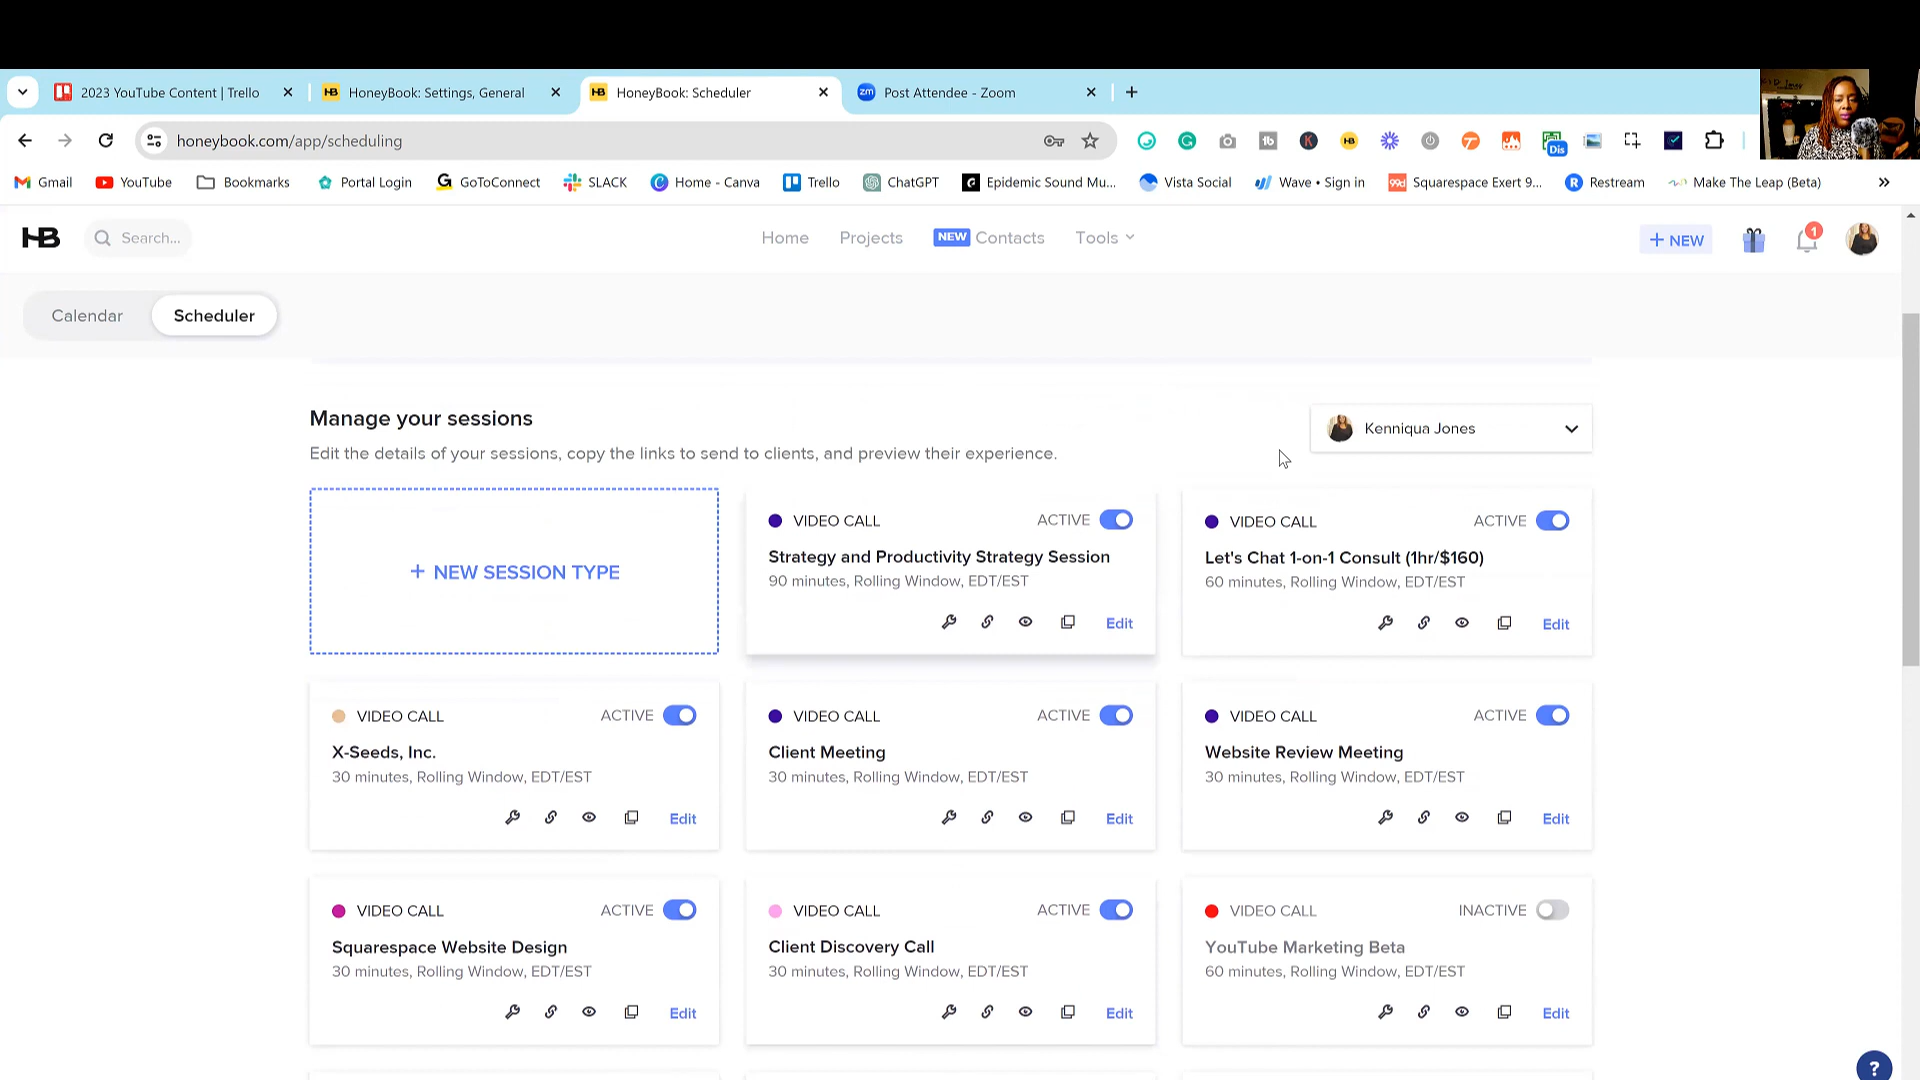 2023 YouTube Content | Trello
HB HoneyBook: Settings, General
HB HoneyBook: Scheduler
zm Post Attendee - Zoom
honeybook.com/app/scheduling
Dis
Gmail YouTube Bookmarks Portal Login GoToConnect SLACK Home - Canva Trello ChatGPT Epidemic Sound Mu... Vista Social Wave • Sign in Squarespace Exert 9... Restream Make The Leap (Beta) »
HB Search... Home Projects NEW Contacts Tools + NEW 1
Calendar Scheduler
Manage your sessions
Kenniqua Jones
Edit the details of your sessions, copy the links to send to clients, and preview their experience.
+ NEW SESSION TYPE
VIDEO CALL ACTIVE
Strategy and Productivity Strategy Session
90 minutes, Rolling Window, EDT/EST
Edit
VIDEO CALL ACTIVE
Let's Chat 1-on-1 Consult (1hr/$160)
60 minutes, Rolling Window, EDT/EST
Edit
VIDEO CALL ACTIVE
X-Seeds, Inc.
30 minutes, Rolling Window, EDT/EST
Edit
VIDEO CALL ACTIVE
Client Meeting
30 minutes, Rolling Window, EDT/EST
Edit
VIDEO CALL ACTIVE
Website Review Meeting
30 minutes, Rolling Window, EDT/EST
Edit
VIDEO CALL ACTIVE
Squarespace Website Design
30 minutes, Rolling Window, EDT/EST
Edit
VIDEO CALL ACTIVE
Client Discovery Call
30 minutes, Rolling Window, EDT/EST
Edit
VIDEO CALL INACTIVE
YouTube Marketing Beta
60 minutes, Rolling Window, EDT/EST
Edit
?